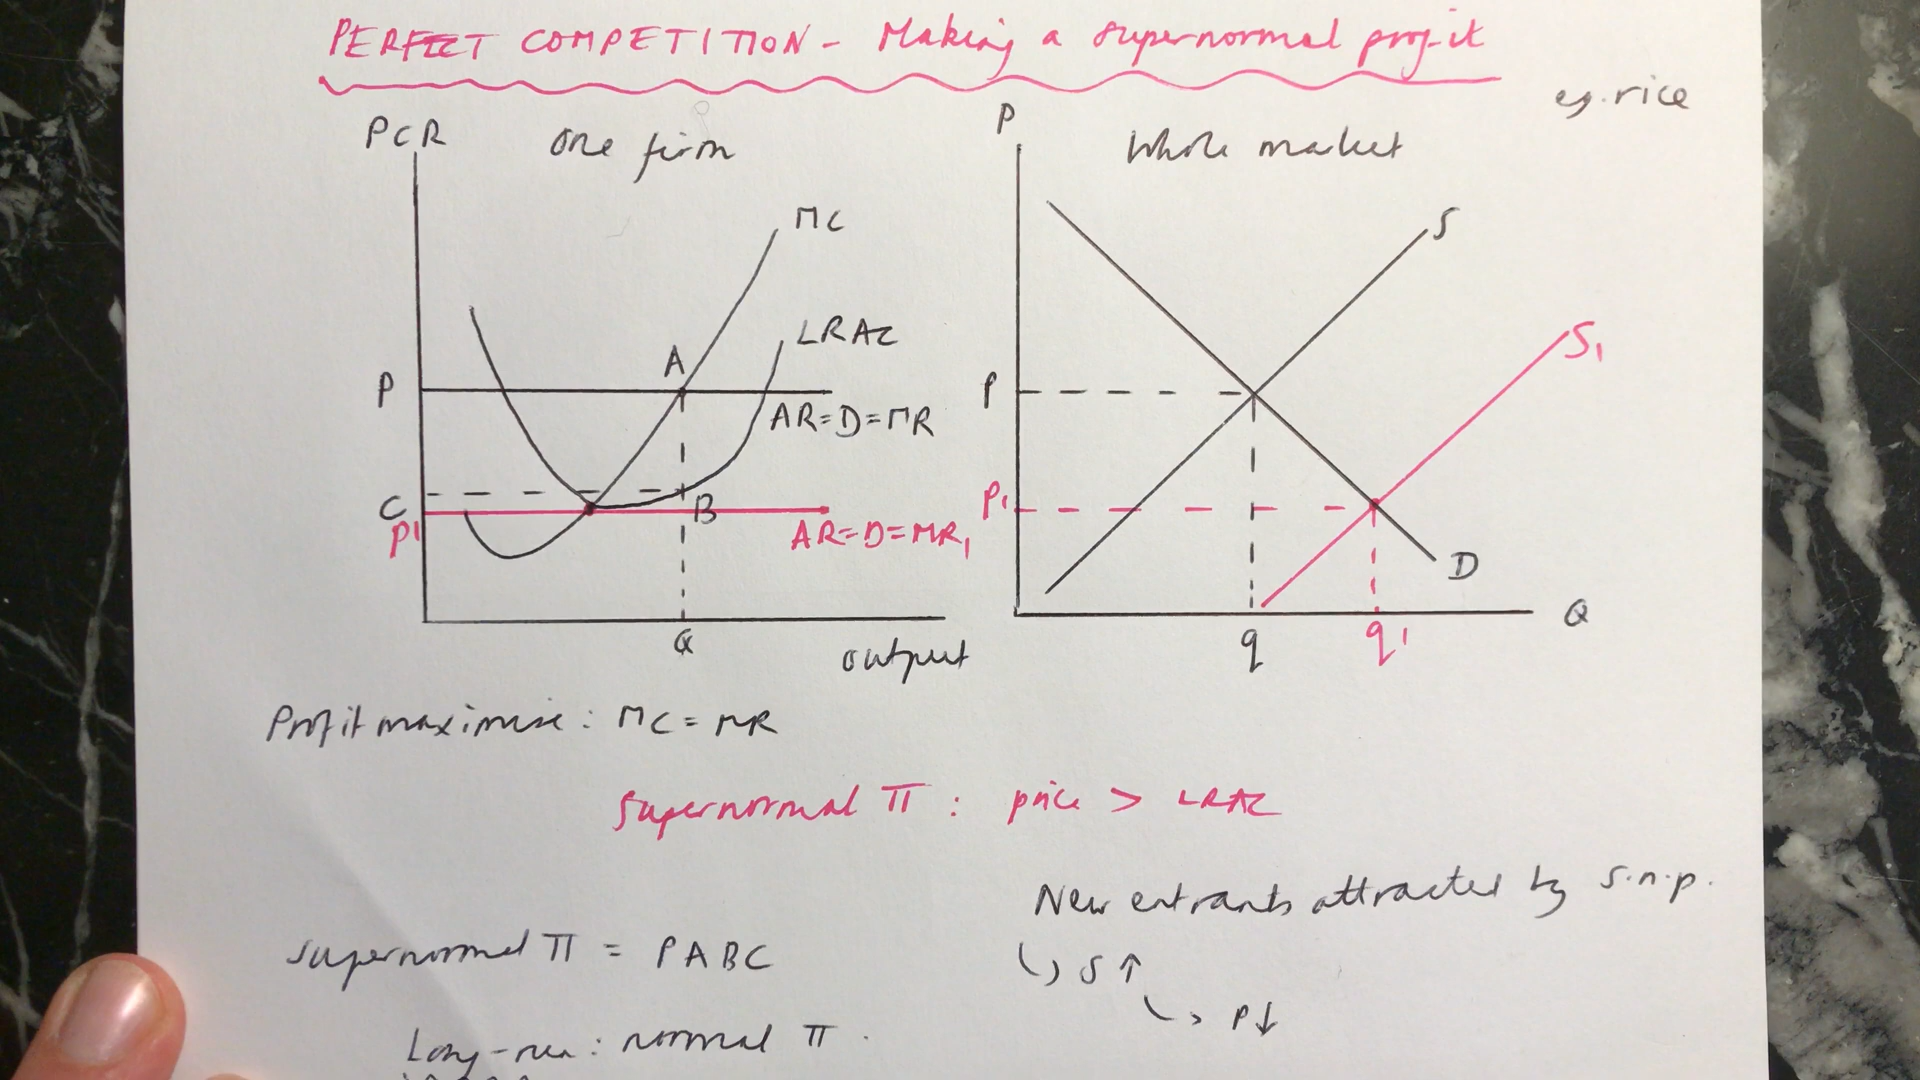 PERFECT COMPETITION - Making a supernormal profit
eg. rice
PCR
One firm
MC
LRAC
A
P
AR=D=MR
C
B
P1
AR=D=MR1
Q
output
P
Whole market
S
S1
P
P1
D
Q
q
q1
Profit maximise: MC = MR
Supernormal π : price > LRAC
New entrants attracted by s.n.p.
↳ S↑
↳ P↓
Supernormal π = PABC
Long-run: normal π.